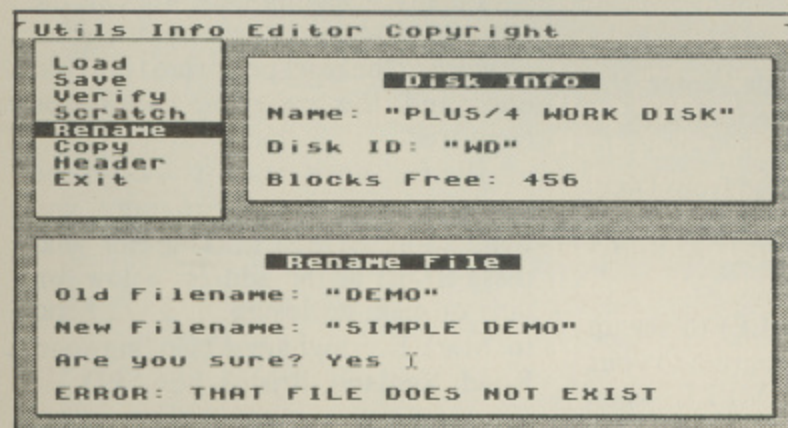 Utils Info Editor Copyright
Load
Save
Verify
Scratch
Rename
Copy
Header
Exit
Disk Info
Name: "PLUS/4 WORK DISK"
Disk ID: "WD"
Blocks Free: 456
Rename File
Old Filename: "DEMO"
New Filename: "SIMPLE DEMO"
Are you sure? Yes
ERROR: THAT FILE DOES NOT EXIST